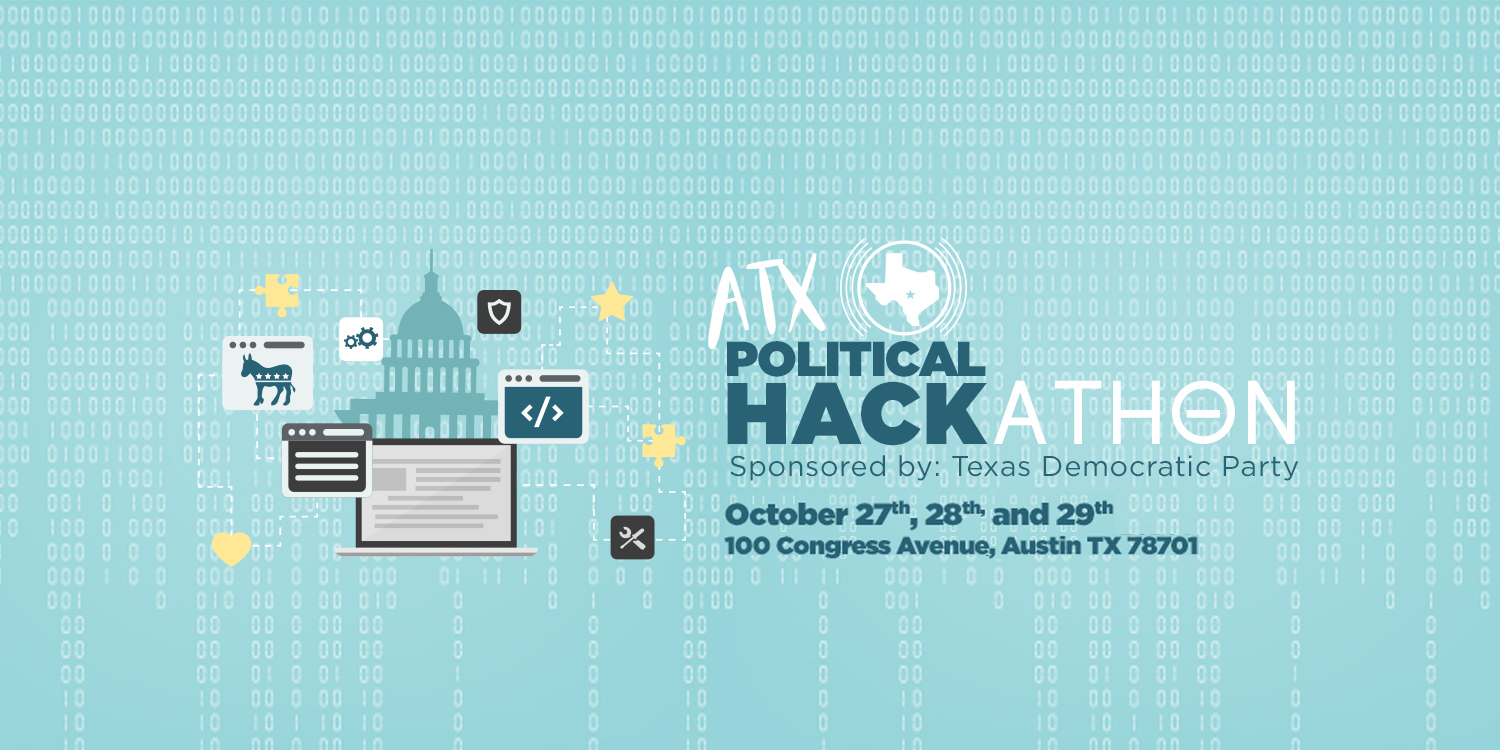 ATX
POLITICAL
HACKATHON
Sponsored by: Texas Democratic Party
October 27th, 28th, and 29th
100 Congress Avenue, Austin TX 78701
</>